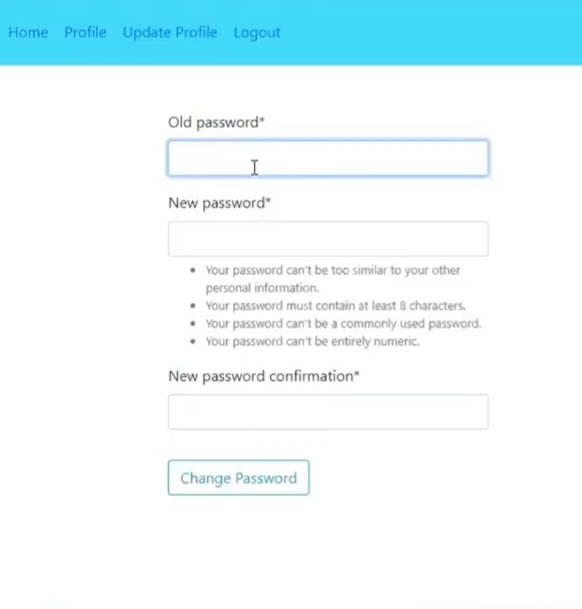 Home Profile Update Profile Logout
Old password*
New password*
• Your password can't be too similar to your other
personal information.
• Your password must contain at least 8 characters.
• Your password can't be a commonly used password.
• Your password can't be entirely numeric.
New password confirmation*
Change Password